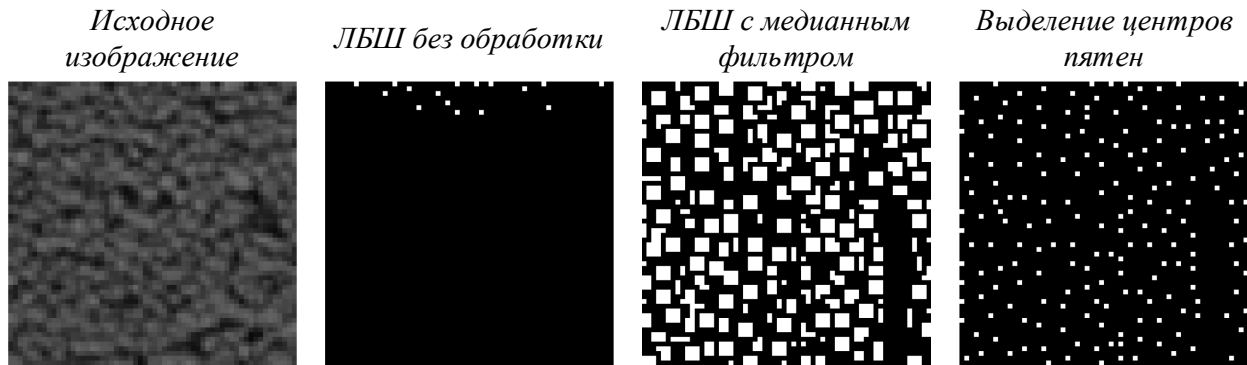 Исходное
изображение
ЛБШ без обработки
ЛБШ с медианным
фильтром
Выделение центров
пятен